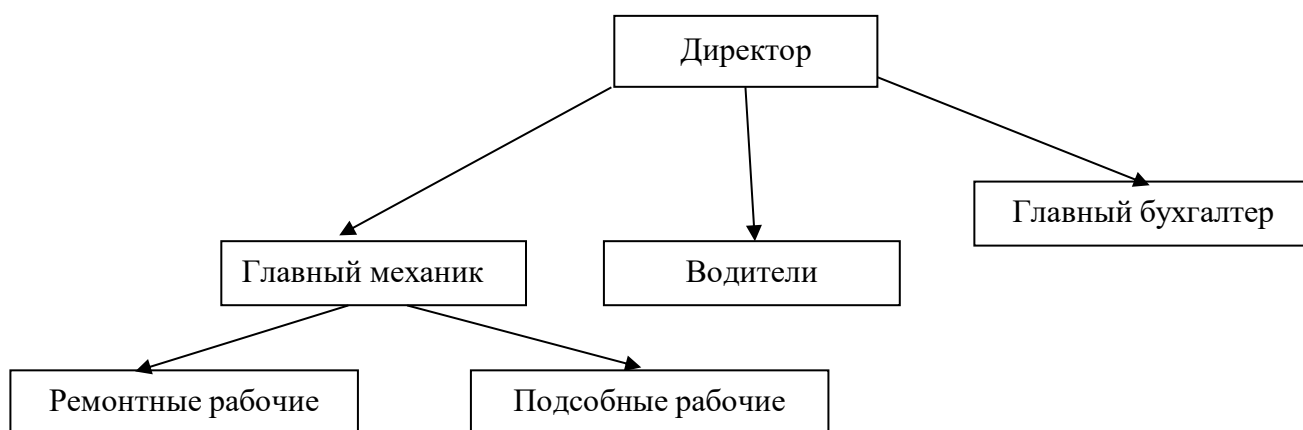 Директор
Главный бухгалтер
Главный механик
Водители
Ремонтные рабочие
Подсобные рабочие